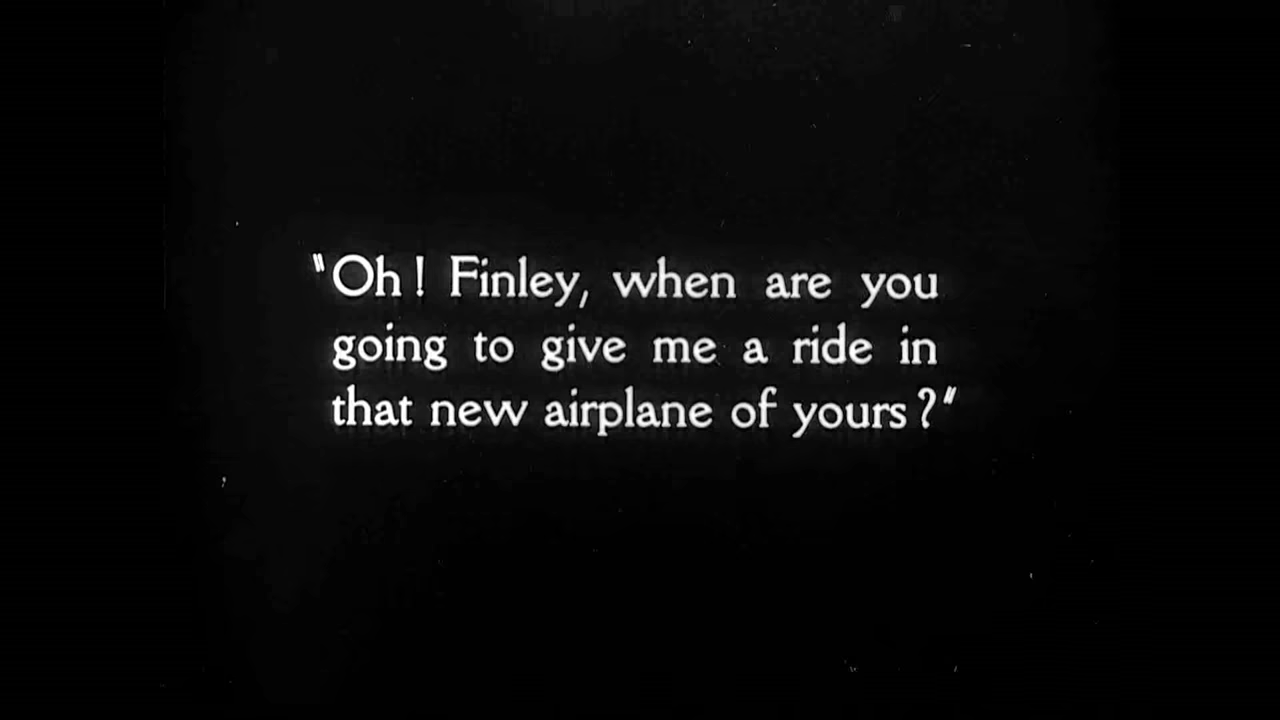 "Oh! Finley, when are you
going to give me a ride in
that new airplane of yours?"